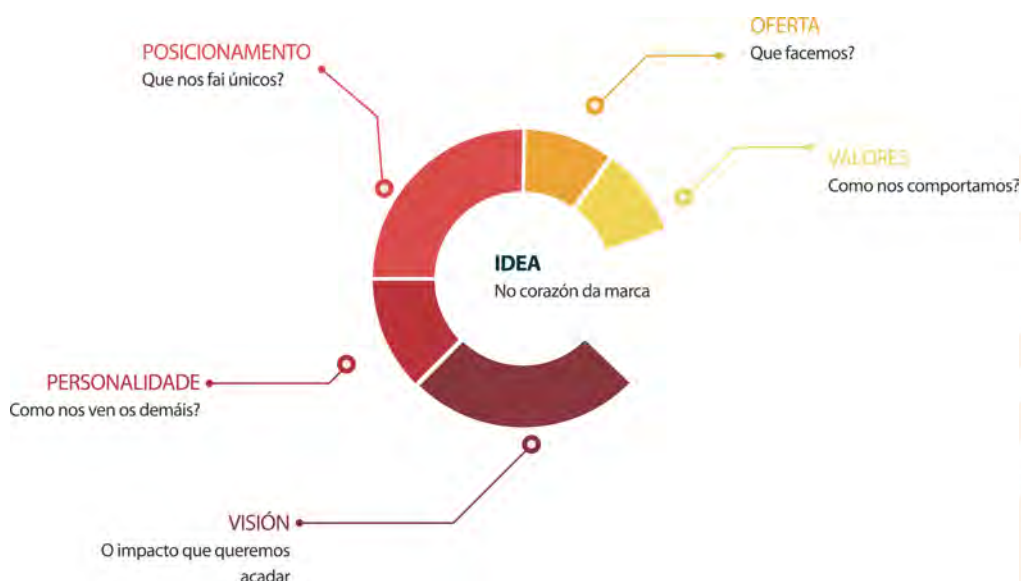 POSICIONAMENTO
Que nos fai únicos?
OFERTA
Que facemos?
VALORES
Como nos comportamos?
IDEA
No corazón da marca
PERSONALIDADE
Como nos ven os demáis?
VISIÓN
O impacto que queremos
acadar